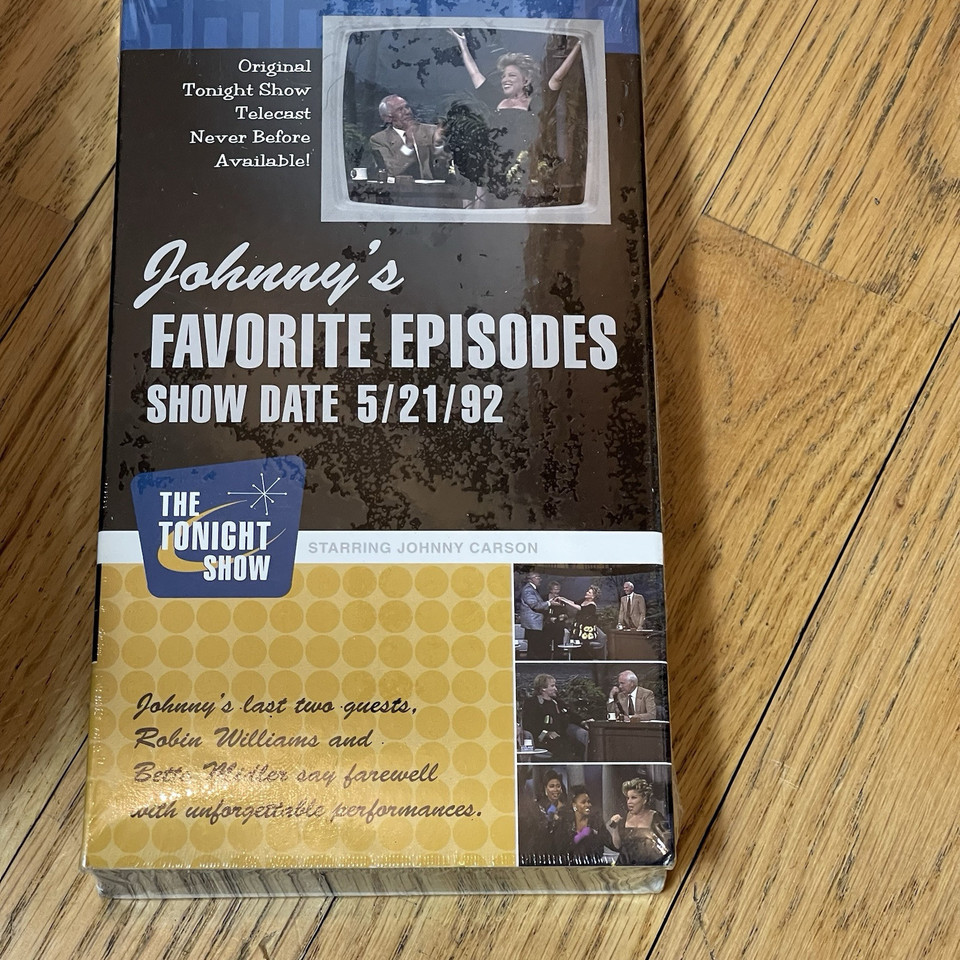 Original
Tonight Show
Telecast
Never Before
Available!
Johnny's
FAVORITE EPISODES
SHOW DATE 5/21/92
THE
TONIGHT
SHOW
STARRING JOHNNY CARSON
Johnny's last two guests,
Robin Williams and
Bette Midler say farewell
with unforgettable performances.